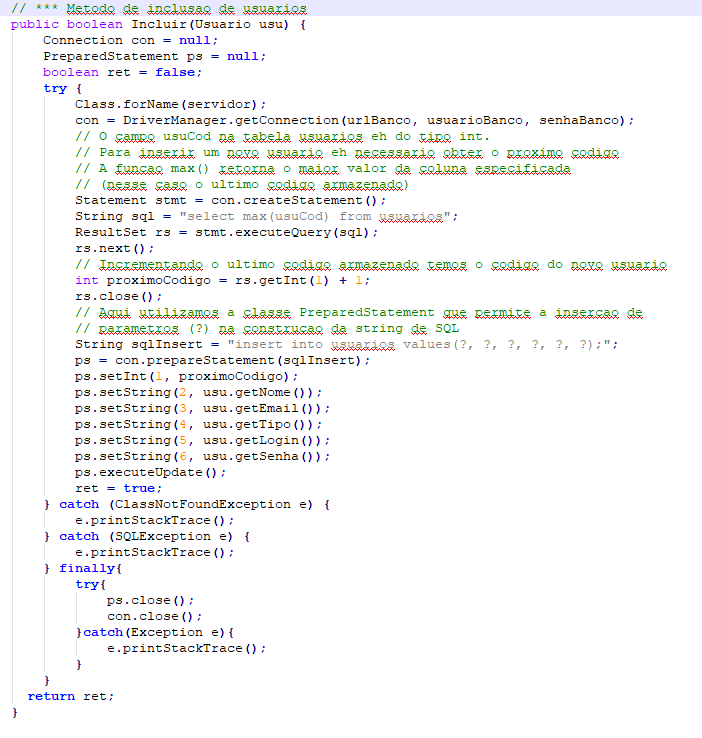 // *** Metodo de inclusao de usuarios
public boolean Incluir(Usuario usu) {
    Connection con = null;
    PreparedStatement ps = null;
    boolean ret = false;
    try {
        Class.forName(servidor);
        con = DriverManager.getConnection(urlBanco, usuarioBanco, senhaBanco);
        // O campo usuCod na tabela usuarios eh do tipo int.
        // Para inserir um novo usuario eh necessario obter o proximo codigo
        // A funcao max() retorna o maior valor da coluna especificada
        // (nesse caso o ultimo codigo armazenado)
        Statement stmt = con.createStatement();
        String sql = "select max(usuCod) from usuarios";
        ResultSet rs = stmt.executeQuery(sql);
        rs.next();
        // Incrementando o ultimo codigo armazenado temos o codigo do novo usuario
        int proximoCodigo = rs.getInt(1) + 1;
        rs.close();
        // Aqui utilizamos a classe PreparedStatement que permite a insercao de
        // parametros (?) na construcao da string de SQL
        String sqlInsert = "insert into usuarios values(?, ?, ?, ?, ?, ?);";
        ps = con.prepareStatement(sqlInsert);
        ps.setInt(1, proximoCodigo);
        ps.setString(2, usu.getNome());
        ps.setString(3, usu.getEmail());
        ps.setString(4, usu.getTipo());
        ps.setString(5, usu.getLogin());
        ps.setString(6, usu.getSenha());
        ps.executeUpdate();
        ret = true;
    } catch (ClassNotFoundException e) {
        e.printStackTrace();
    } catch (SQLException e) {
        e.printStackTrace();
    } finally{
        try{
            ps.close();
            con.close();
        }catch(Exception e){
            e.printStackTrace();
        }
    }
  return ret;
}